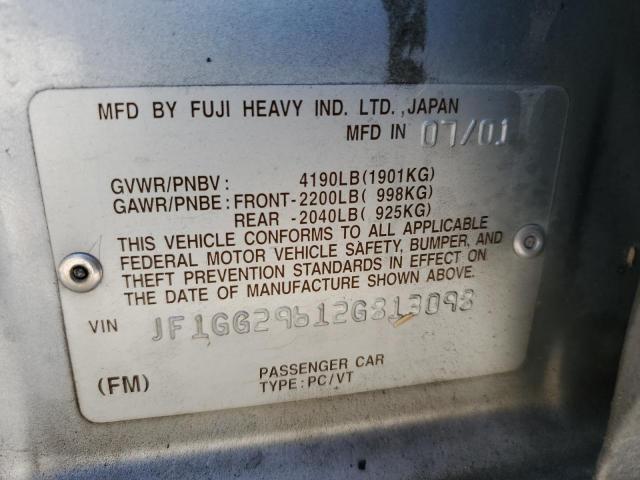 MFD BY FUJI HEAVY IND. LTD.,JAPAN
MFD IN 07/01
GVWR/PNBV: 4190LB(1901KG)
GAWR/PNBE:FRONT-2200LB( 998KG)
REAR -2040LB( 925KG)
THIS VEHICLE CONFORMS TO ALL APPLICABLE
FEDERAL MOTOR VEHICLE SAFETY, BUMPER, AND
THEFT PREVENTION STANDARDS IN EFFECT ON
THE DATE OF MANUFACTURE SHOWN ABOVE.
VIN JF1GG29612G813098
PASSENGER CAR
(FM) TYPE:PC/VT